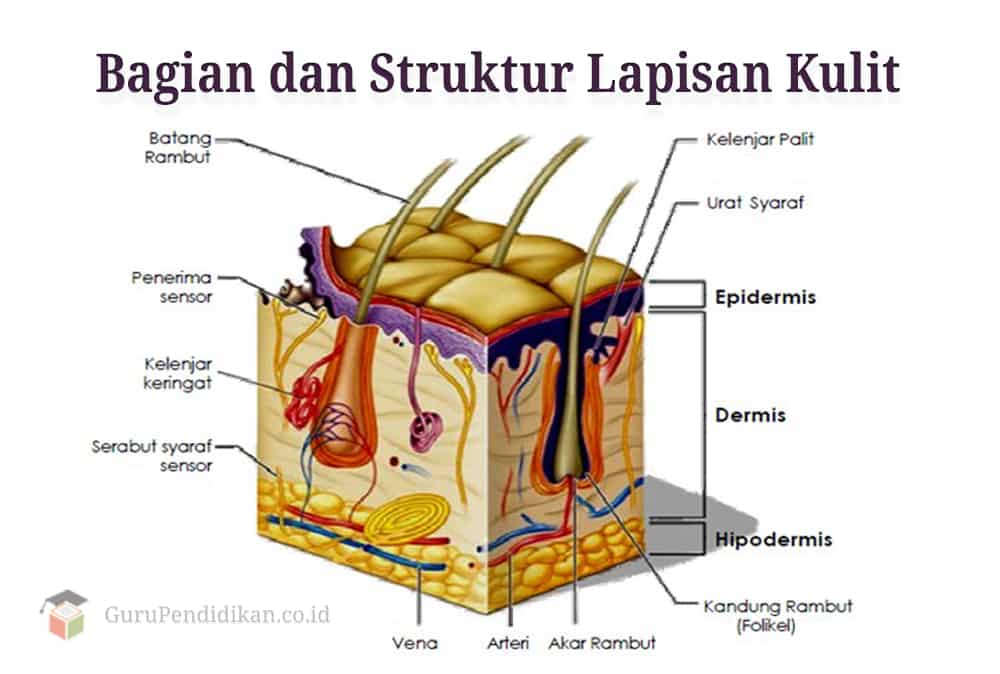 Bagian dan Struktur Lapisan Kulit
Batang
Rambut
Penerima
sensor
Kelenjar
keringat
Serabut syaraf
sensor
Kelenjar Palit
Urat Syaraf
Epidermis
Dermis
Hipodermis
Kandung Rambut
(Folikel)
Vena
Arteri
Akar Rambut
GuruPendidikan.co.id